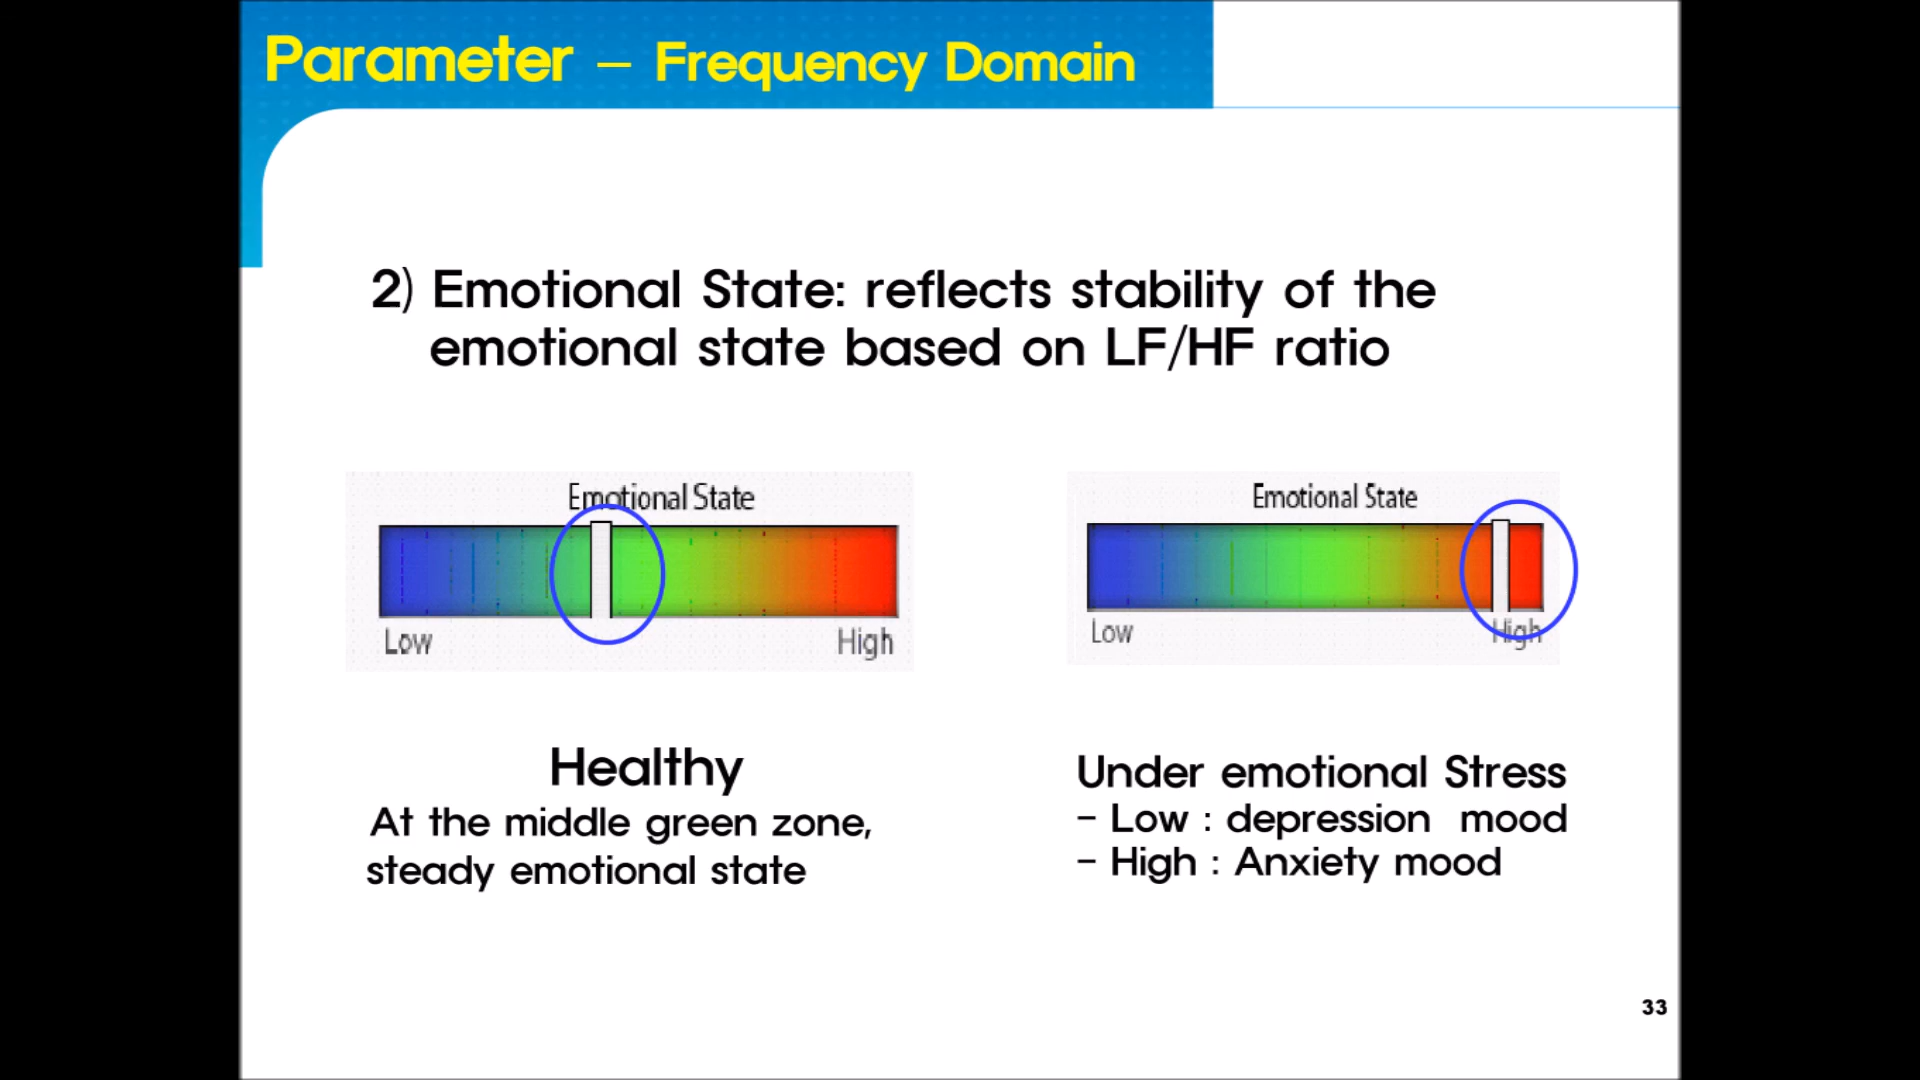 Parameter – Frequency Domain
2) Emotional State: reflects stability of the
emotional state based on LF/HF ratio
Emotional State
Low High
Emotional State
Low High
Healthy
At the middle green zone,
steady emotional state
Under emotional Stress
- Low : depression mood
- High : Anxiety mood
33